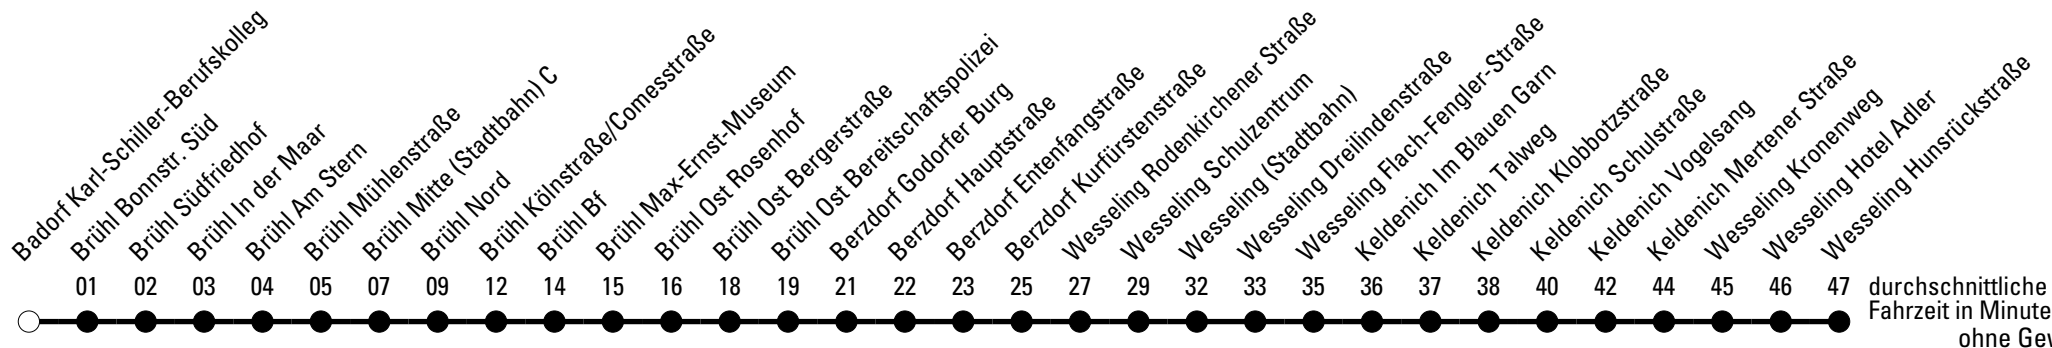 Badorf Karl-Schiller-Berufskolleg
Brühl Bonnstr. Süd
Brühl Südfriedhof
Brühl In der Maar
Brühl Am Stern
Brühl Mühlenstraße
Brühl Mitte (Stadtbahn) C
Brühl Nord
Brühl Kölnstraße/Comesstraße
Brühl Bf
Brühl Max-Ernst-Museum
Brühl Ost Rosenhof
Brühl Ost Bergerstraße
Brühl Ost Bereitschaftspolizei
Berzdorf Godorfer Burg
Berzdorf Hauptstraße
Berzdorf Entenfangstraße
Berzdorf Kurfürstenstraße
Wesseling Rodenkirchener Straße
Wesseling Schulzentrum
Wesseling (Stadtbahn)
Wesseling Dreilindenstraße
Wesseling Flach-Fengler-Straße
Keldenich Im Blauen Garn
Keldenich Talweg
Keldenich Klobbotzstraße
Keldenich Schulstraße
Keldenich Vogelsang
Keldenich Mertener Straße
Wesseling Kronenweg
Wesseling Hotel Adler
Wesseling Hunsrückstraße
01 02 03 04 05 07 09 12 14 15 16 18 19 21 22 23 25 27 29 32 33 35 36 37 38 40 42 44 45 46 47 durchschnittliche
Fahrzeit in Minute
ohne Gev